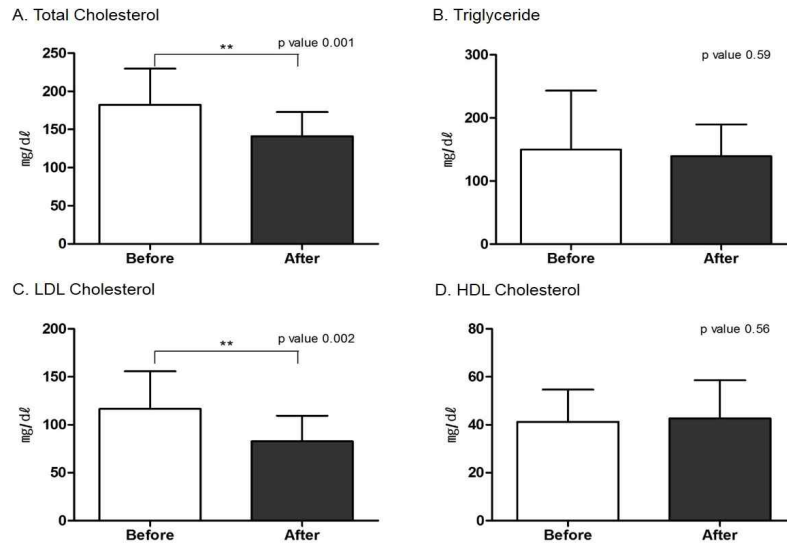 A. Total Cholesterol
p value 0.001
**
250
200
150
100
50
0
mg/dℓ
Before After
B. Triglyceride
p value 0.59
300
200
100
0
mg/dℓ
Before After
C. LDL Cholesterol
p value 0.002
**
200
150
100
50
0
mg/dℓ
Before After
D. HDL Cholesterol
p value 0.56
80
60
40
20
0
mg/dℓ
Before After